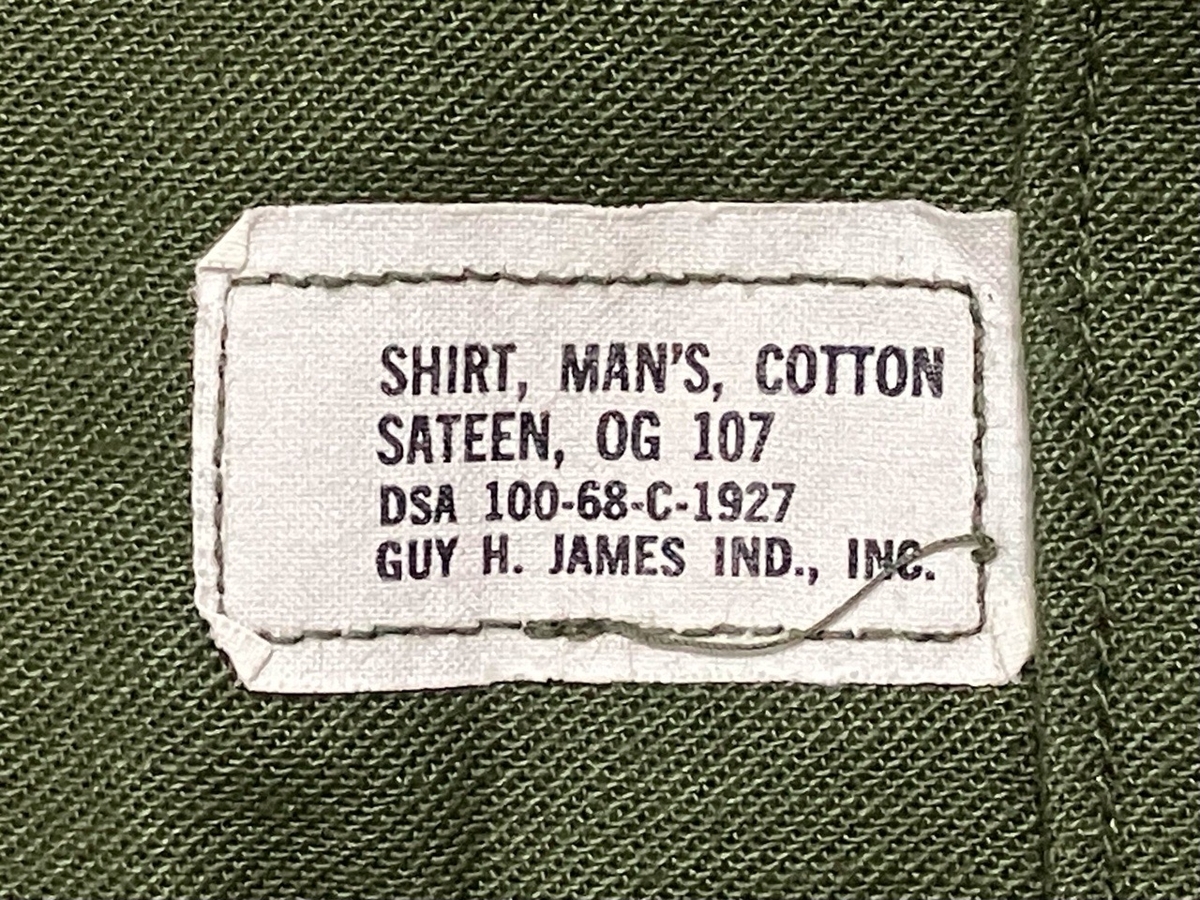 SHIRT, MAN'S, COTTON
SATEEN, OG 107
DSA 100-68-C-1927
GUY H. JAMES IND., INC.